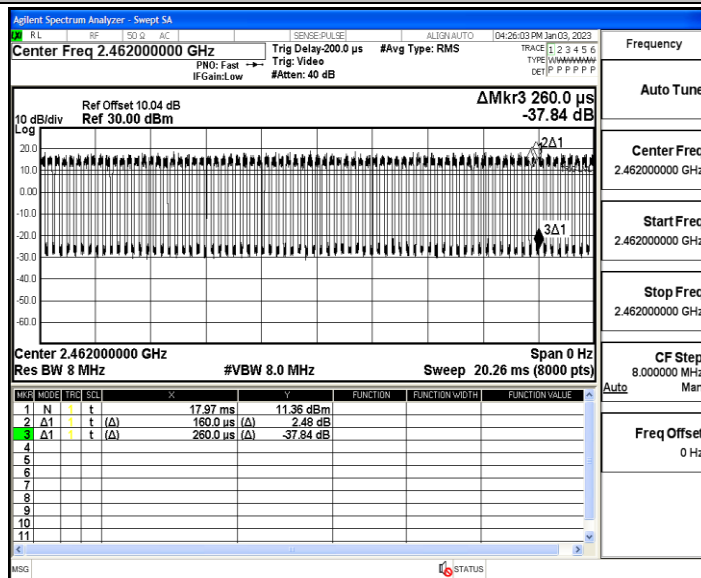 Agilent Spectrum Analyzer - Swept SA
RL RF 50 Ω AC SENSE:PULSE ALIGN AUTO 04:26:03 PM Jan 03, 2023
Center Freq 2.462000000 GHz
PNO: Fast
IFGain:Low
Trig Delay-200.0 µs
Trig: Video
#Atten: 40 dB
#Avg Type: RMS
TRACE 1 2 3 4 5 6
TYPE
DET P P P P P P
Frequency
Auto Tune
Center Freq
2.462000000 GHz
Start Freq
2.462000000 GHz
Stop Freq
2.462000000 GHz
CF Step
8.000000 MHz
Auto Man
Freq Offset
0 Hz
ΔMkr3 260.0 µs
-37.84 dB
Ref Offset 10.04 dB
10 dB/div Ref 30.00 dBm
Log
20.0
10.0
0.00
-10.0
-20.0
-30.0
-40.0
-50.0
-60.0
2Δ1
3Δ1
Center 2.462000000 GHz Span 0 Hz
Res BW 8 MHz #VBW 8.0 MHz Sweep 20.26 ms (8000 pts)
MKR MODE TRC SCL X Y FUNCTION FUNCTION WIDTH FUNCTION VALUE
1 N t 17.97 ms 11.36 dBm
2 Δ1 t (Δ) 160.0 µs (Δ) 2.48 dB
3 Δ1 t (Δ) 260.0 µs (Δ) -37.84 dB
4
5
6
7
8
9
10
11
MSG STATUS